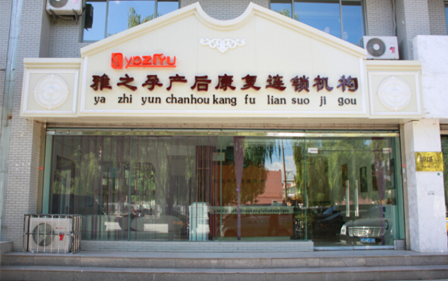 yaziYu
雅之孕产后康复连锁机构
ya zhi yun chanhou kang fu lian suo ji gou